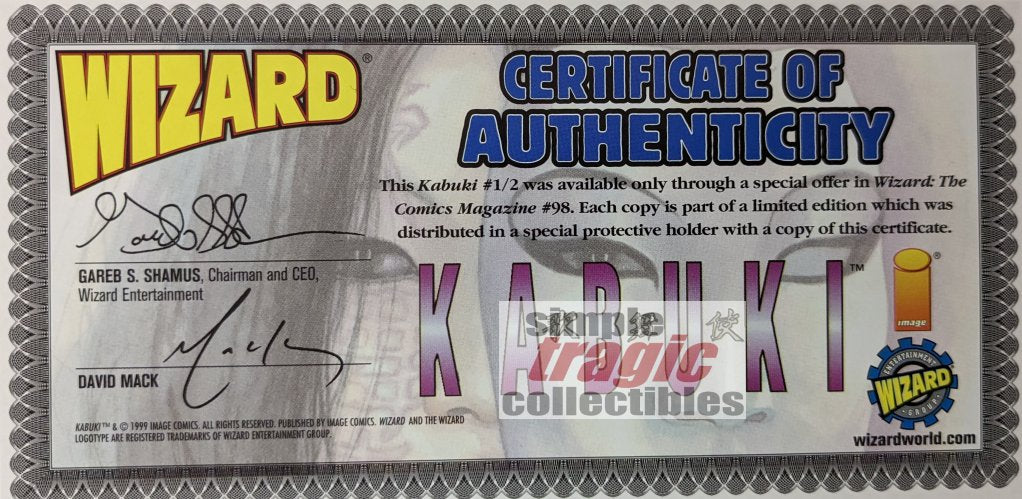 WIZARD®
CERTIFICATE OF
AUTHENTICITY
This Kabuki #1/2 was available only through a special offer in Wizard: The
Comics Magazine #98. Each copy is part of a limited edition which was
distributed in a special protective holder with a copy of this certificate.
GAREB S. SHAMUS, Chairman and CEO,
Wizard Entertainment
KABUKI™
image®
simple
tragic
collectibles
侠
Mack
DAVID MACK
ENTERTAINMENT
WIZARD
GROUP
KABUKI™ & © 1999 IMAGE COMICS. ALL RIGHTS RESERVED. PUBLISHED BY IMAGE COMICS. WIZARD AND THE WIZARD
LOGOTYPE ARE REGISTERED TRADEMARKS OF WIZARD ENTERTAINMENT GROUP.
wizardworld.com